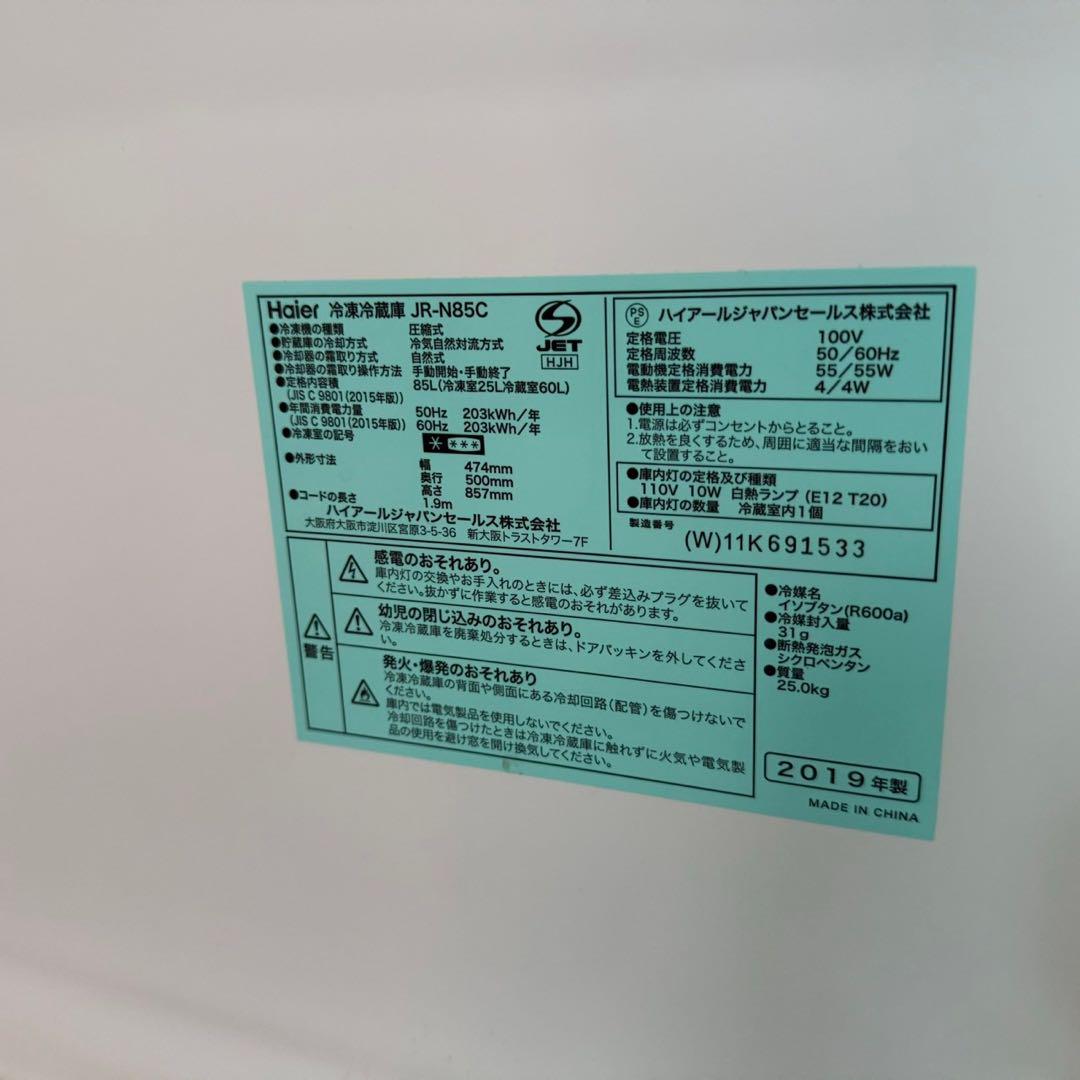 Haier 冷凍冷蔵庫 JR-N85C
●冷凍機の種類 圧縮式
●貯蔵庫の冷却方式 冷気自然対流方式
●冷却器の霜取り方式 自然式
●冷却器の霜取り操作方法 手動開始・手動終了
●定格内容積 85L(冷凍室25L冷蔵室60L)
(JIS C 9801(2015年版))
●年間消費電力量 50Hz 203kWh/年
(JIS C 9801(2015年版)) 60Hz 203kWh/年
●冷凍室の記号 * ***
●外形寸法 幅 474mm
奥行 500mm
高さ 857mm
●コードの長さ 1.9m
ハイアールジャパンセールス株式会社
大阪府大阪市淀川区宮原3-5-36 新大阪トラストタワー7F
S
JET
HJH
PSE ハイアールジャパンセールス株式会社
定格電圧 100V
定格周波数 50/60Hz
電動機定格消費電力 55/55W
電熱装置定格消費電力 4/4W
●使用上の注意
1.電源は必ずコンセントからとること。
2.放熱を良くするため、周囲に適当な間隔をおい
て設置すること。
●庫内灯の定格及び種類
110V 10W 白熱ランプ(E12 T20)
●庫内灯の数量 冷蔵室内1個
製造番号 (W)11K691533
警告
感電のおそれあり。
庫内灯の交換やお手入れのときには、必ず差込みプラグを抜いて
ください。抜かずに作業すると感電のおそれがあります。
幼児の閉じ込みのおそれあり。
冷凍冷蔵庫を廃棄処分するときは、ドアパッキンを外してくださ
い。
発火・爆発のおそれあり
冷凍冷蔵庫の背面や側面にある冷却回路(配管)を傷つけないで
ください。
庫内では電気製品を使用しないでください。
冷却回路を傷つけたときは冷凍冷蔵庫に触れずに火気や電気製
品の使用を避け窓を開け換気してください。
●冷媒名
イソブタン(R600a)
●冷媒封入量
31g
●断熱発泡ガス
シクロペンタン
●質量
25.0kg
2019年製
MADE IN CHINA